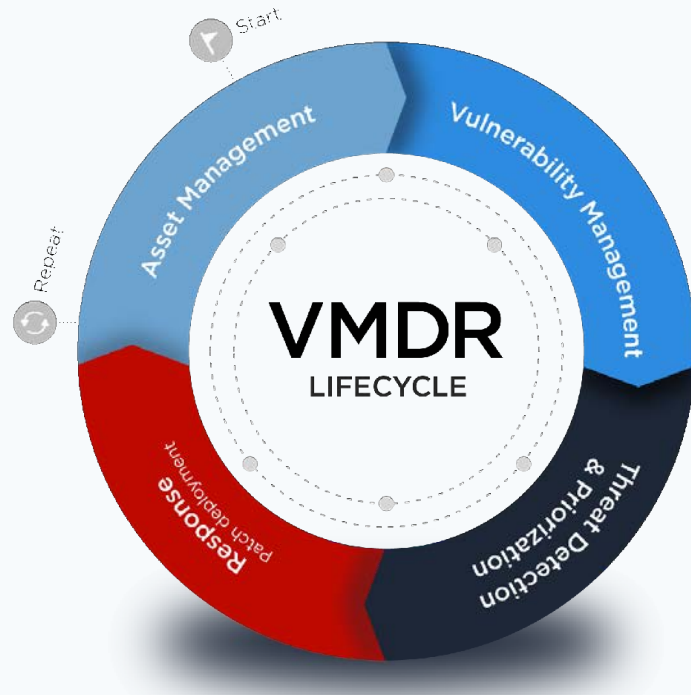 Start
Asset Management
Vulnerability Management
Threat Detection
& Priorization
Response
Patch deployment
Repeat
VMDR
LIFECYCLE